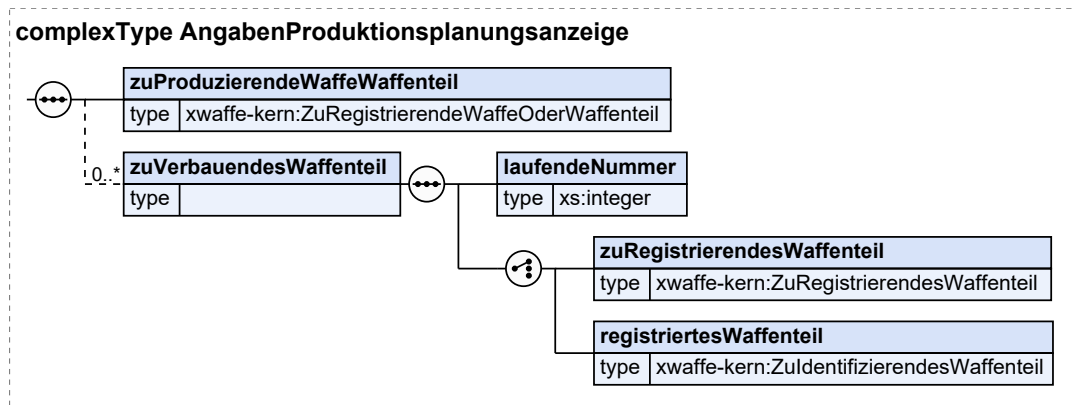 complexType AngabenProduktionsplanungsanzeige
zuProduzierendeWaffeWaffenteil
type xwaffe-kern:ZuRegistrierendeWaffeOderWaffenteil
0..*
zuVerbauendesWaffenteil
type
laufendeNummer
type xs:integer
zuRegistrierendesWaffenteil
type xwaffe-kern:ZuRegistrierendesWaffenteil
registriertesWaffenteil
type xwaffe-kern:ZuIdentifizierendesWaffenteil